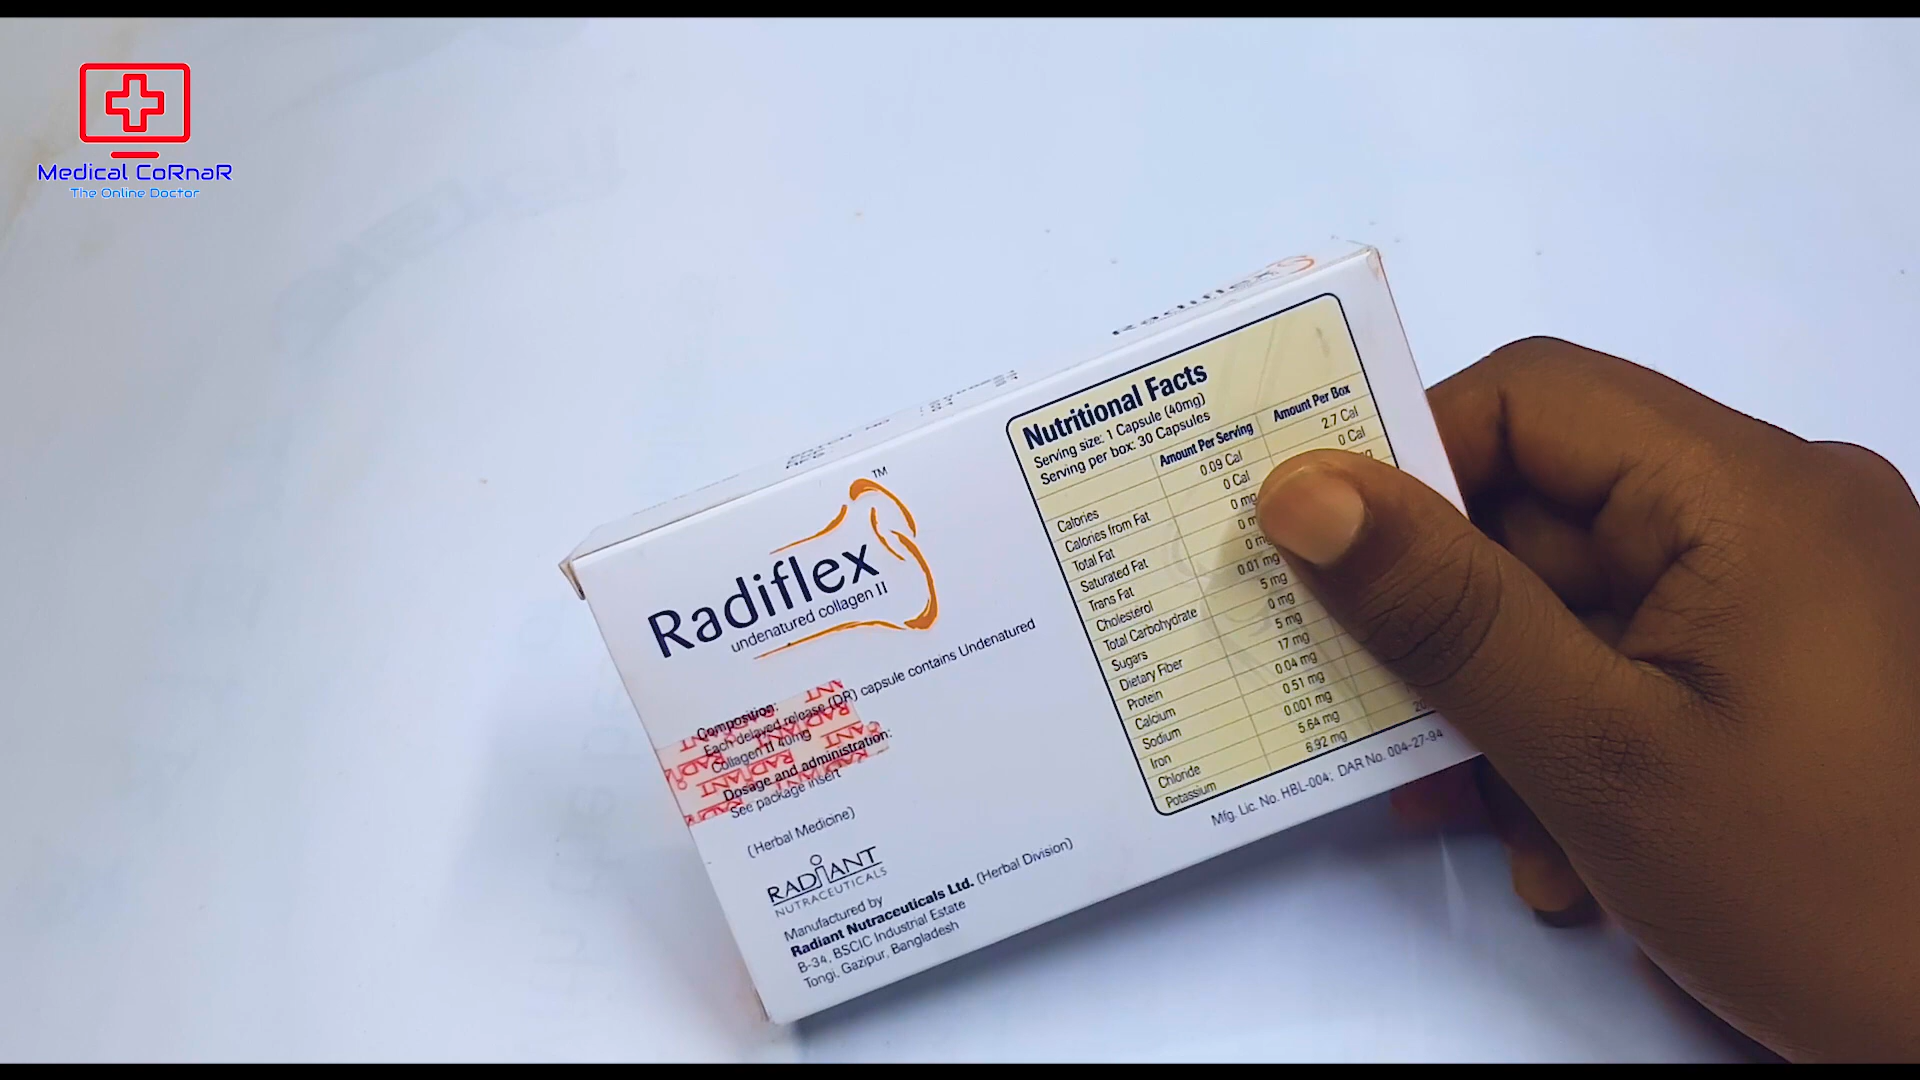 Medical CoRnaR
The Online Doctor
Radiflex
Radiflex
TM
undenatured collagen II
Composition:
Each delayed release (DR) capsule contains Undenatured
Collagen II 40mg
Dosage and administration:
See package insert
(Herbal Medicine)
RADIANT
NUTRACEUTICALS
Manufactured by
Radiant Nutraceuticals Ltd. (Herbal Division)
B-34, BSCIC Industrial Estate
Tongi, Gazipur, Bangladesh
Nutritional Facts
Serving size: 1 Capsule (40mg)
Serving per box: 30 Capsules
Amount Per Serving Amount Per Box
Calories 0.09 Cal 2.7 Cal
Calories from Fat 0 Cal 0 Cal
Total Fat 0 mg
Saturated Fat 0
Trans Fat 0
Cholesterol 0.01 mg
Total Carbohydrate 5 mg
Sugars 0 mg
Dietary Fiber 5 mg
Protein 17 mg
Calcium 0.04 mg
Sodium 0.51 mg
Iron 0.001 mg
Chloride 5.64 mg
Potassium 6.92 mg
Mfg. Lic. No. HBL-004; DAR No. 004-27-94